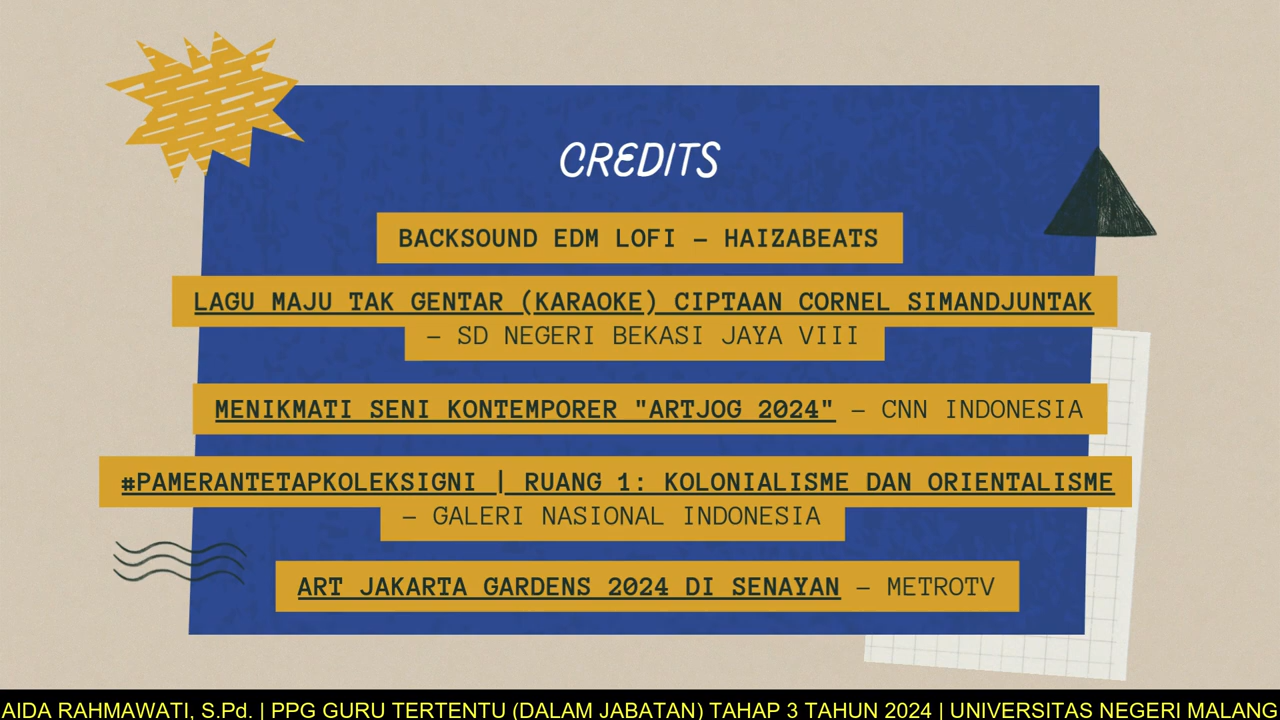 CREDITS
BACKSOUND EDM LOFI – HAIZABEATS
LAGU MAJU TAK GENTAR (KARAOKE) CIPTAAN CORNEL SIMANDJUNTAK
– SD NEGERI BEKASI JAYA VIII
MENIKMATI SENI KONTEMPORER "ARTJOG 2024" – CNN INDONESIA
#PAMERANTETAPKOLEKSIGNI | RUANG 1: KOLONIALISME DAN ORIENTALISME
– GALERI NASIONAL INDONESIA
ART JAKARTA GARDENS 2024 DI SENAYAN – METROTV
AIDA RAHMAWATI, S.Pd. | PPG GURU TERTENTU (DALAM JABATAN) TAHAP 3 TAHUN 2024 | UNIVERSITAS NEGERI MALANG